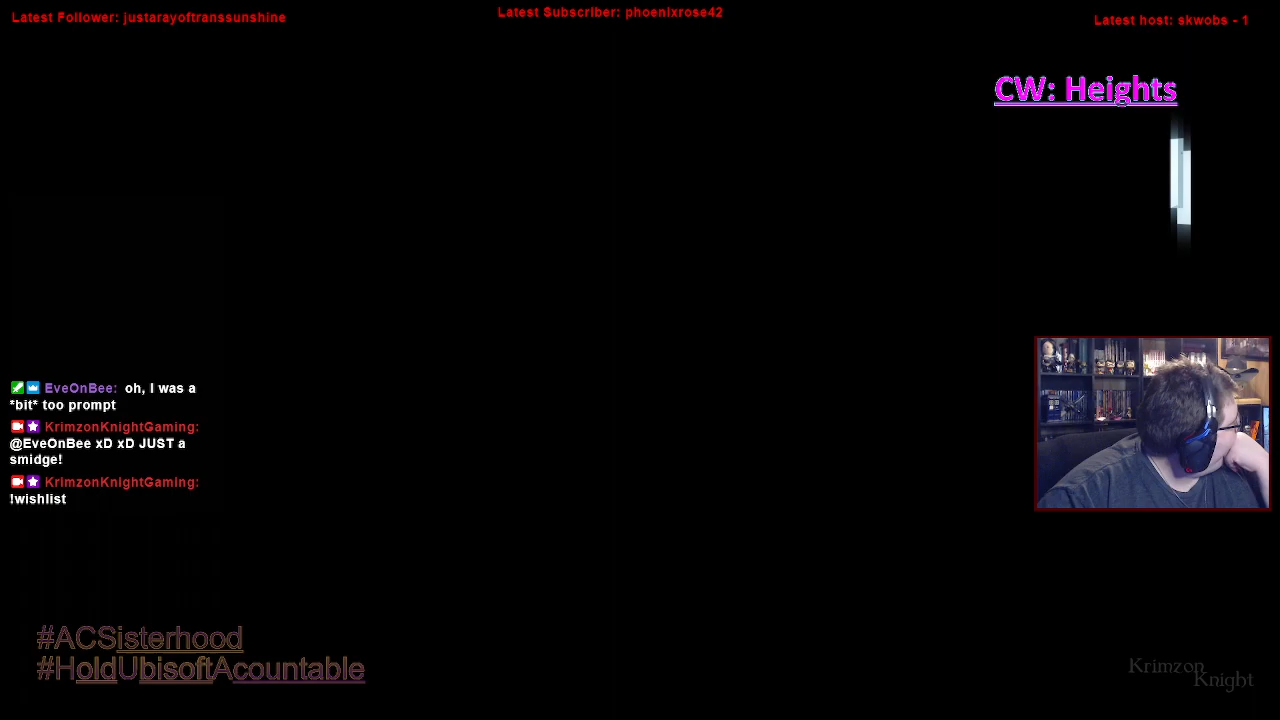 Latest Follower: justarayoftranssunshine
Latest Subscriber: phoenixrose42
Latest host: skwobs - 1
CW: Heights
EveOnBee: oh, I was a
*bit* too prompt
KrimzonKnightGaming:
@EveOnBee xD xD JUST a
smidge!
KrimzonKnightGaming:
!wishlist
#ACSisterhood
#HoldUbisoftAcountable
Krimzon
Knight